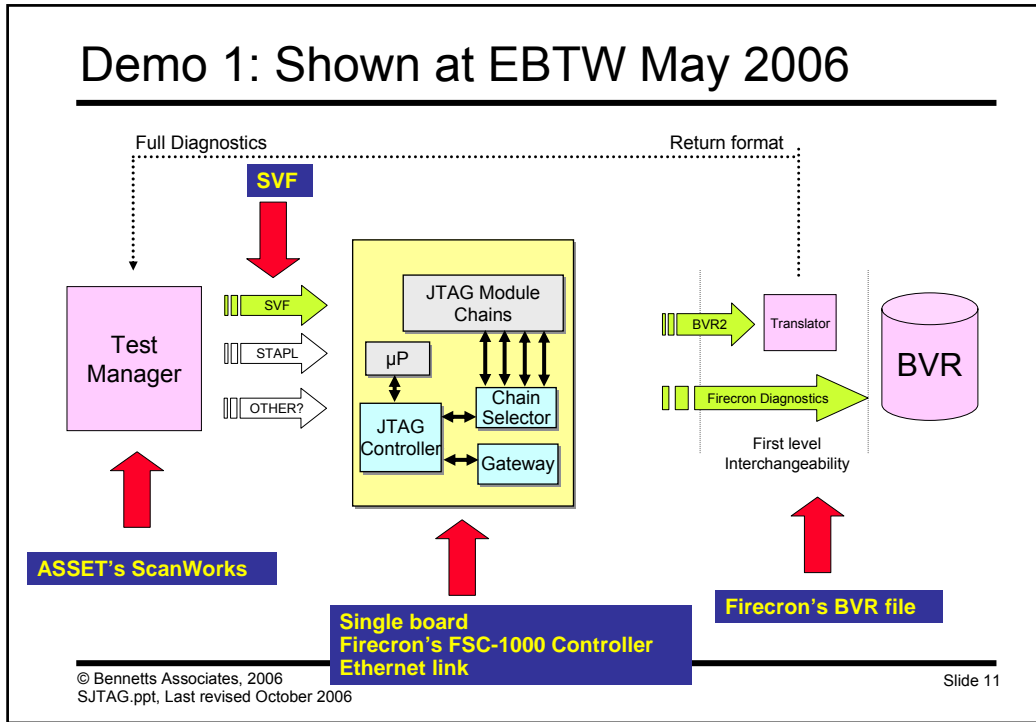 Demo 1: Shown at EBTW May 2006
Full Diagnostics
Return format
SVF
Test
Manager
SVF
STAPL
OTHER?
JTAG Module
Chains
µP
JTAG
Controller
Chain
Selector
Gateway
BVR2
Translator
Firecron Diagnostics
First level
Interchangeability
BVR
ASSET's ScanWorks
Single board
Firecron's FSC-1000 Controller
Ethernet link
Firecron's BVR file
© Bennetts Associates, 2006
SJTAG.ppt, Last revised October 2006
Slide 11